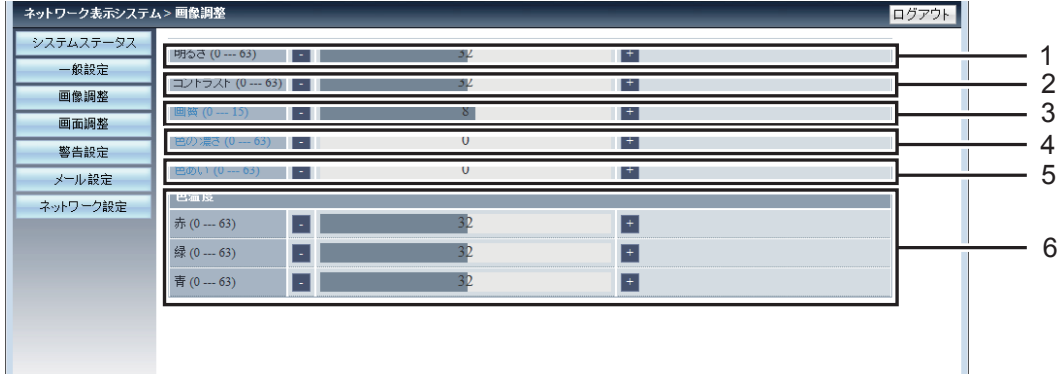 ネットワーク表示システム > 画像調整
ログアウト
システムステータス
一般設定
画像調整
画面調整
警告設定
メール設定
ネットワーク設定
明るさ (0 --- 63) - 32 + 1
コントラスト (0 --- 63) - 32 + 2
画質 (0 --- 15) - 8 + 3
色の濃さ (0 --- 63) - 0 + 4
色あい (0 --- 63) - 0 + 5
色温度
赤 (0 --- 63) - 32 +
緑 (0 --- 63) - 32 + 6
青 (0 --- 63) - 32 +